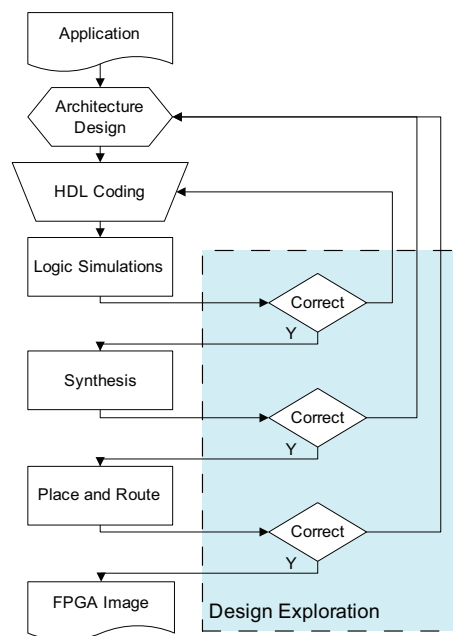 Application
Architecture
Design
HDL Coding
Logic Simulations
Correct
Y
Synthesis
Correct
Y
Place and Route
Correct
Y
FPGA Image
Design Exploration